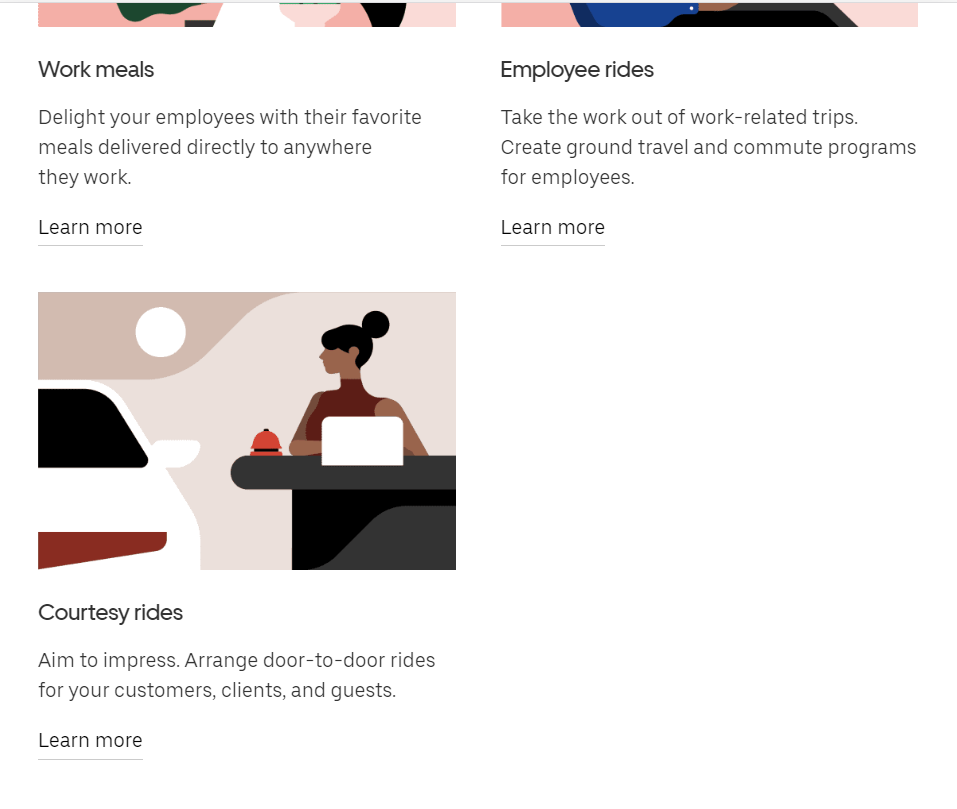 Work meals
Delight your employees with their favorite
meals delivered directly to anywhere
they work.
Learn more
Employee rides
Take the work out of work-related trips.
Create ground travel and commute programs
for employees.
Learn more
Courtesy rides
Aim to impress. Arrange door-to-door rides
for your customers, clients, and guests.
Learn more